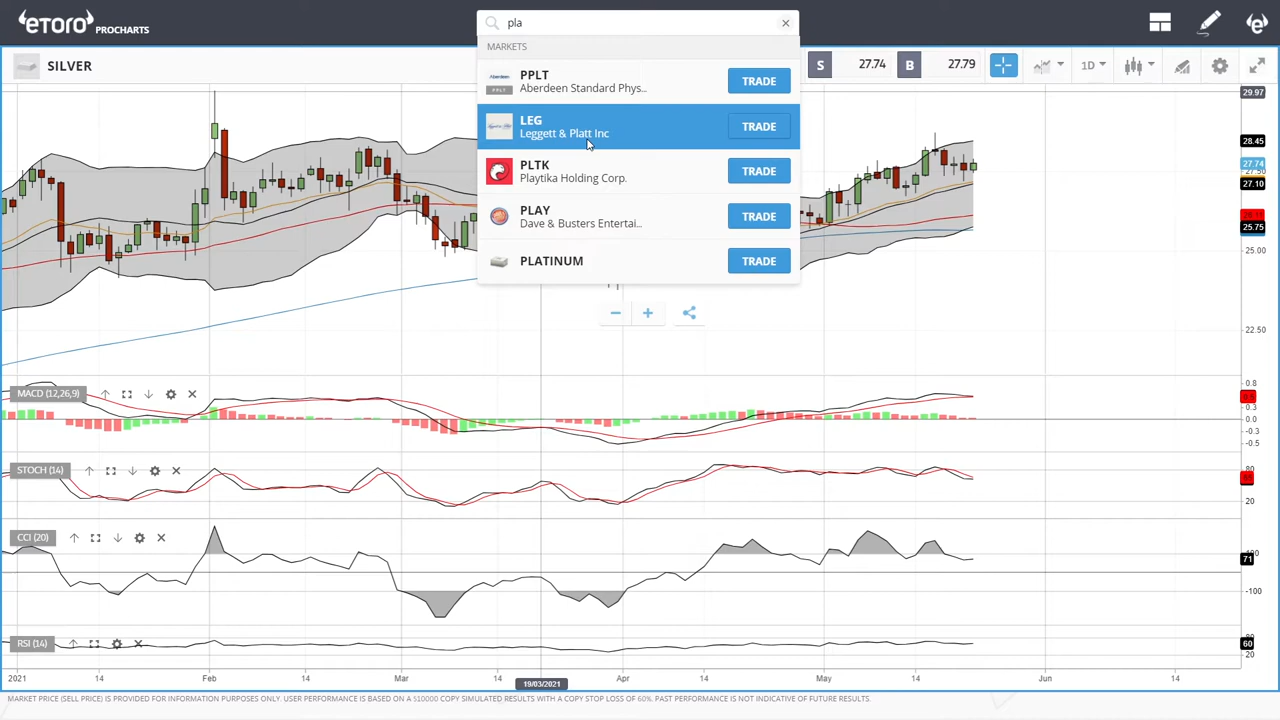 eToro PROCHARTS
pla
MARKETS
PPLT
Aberdeen Standard Phys...
TRADE
LEG
Leggett & Platt Inc
TRADE
PLTK
Playtika Holding Corp.
TRADE
PLAY
Dave & Busters Entertai...
TRADE
PLATINUM
TRADE
SILVER
S 27.74 B 27.79 1D
29.97
28.45
27.74
27.50
27.10
25.75
25.00
22.50
MACD (12,26,9)
0.8
0.5
0.3
-0.3
-0.5
STOCH (14)
80
20
CCI (20)
71
-100
RSI (14)
60
20
2021 14 Feb 14 Mar 14 19/03/2021 Apr 14 May 14 Jun 14
MARKET PRICE (SELL PRICE) IS PROVIDED FOR INFORMATION PURPOSES ONLY. USER PERFORMANCE IS BASED ON A $10000 COPY SIMULATED RESULTS WITH A COPY STOP LOSS OF 60%. PAST PERFORMANCE IS NOT INDICATIVE OF FUTURE RESULTS.